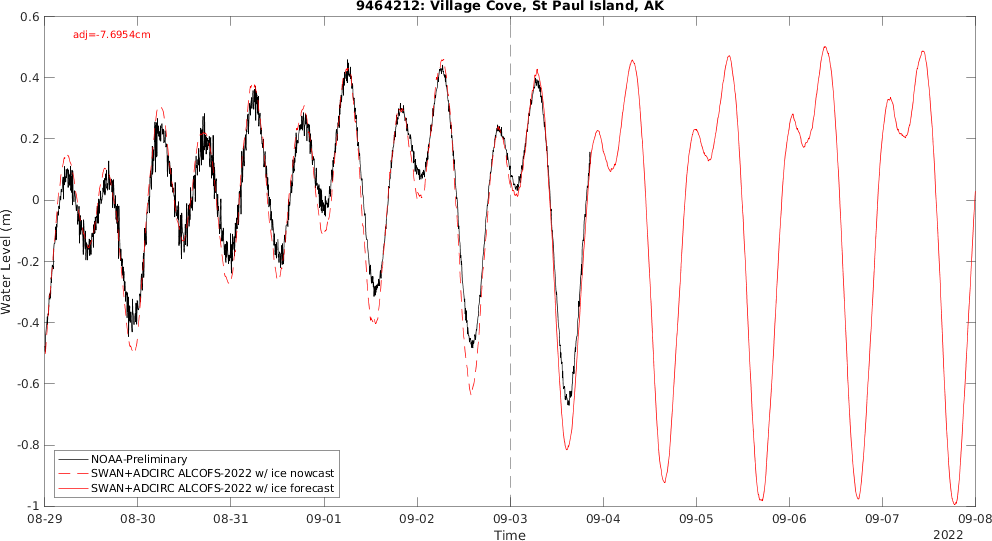 9464212: Village Cove, St Paul Island, AK
adj=-7.6954cm
0.6
0.4
0.2
0
-0.2
-0.4
-0.6
-0.8
-1
Water Level (m)
NOAA-Preliminary
SWAN+ADCIRC ALCOFS-2022 w/ ice nowcast
SWAN+ADCIRC ALCOFS-2022 w/ ice forecast
08-29 08-30 08-31 09-01 09-02 09-03 09-04 09-05 09-06 09-07 09-08
Time
2022